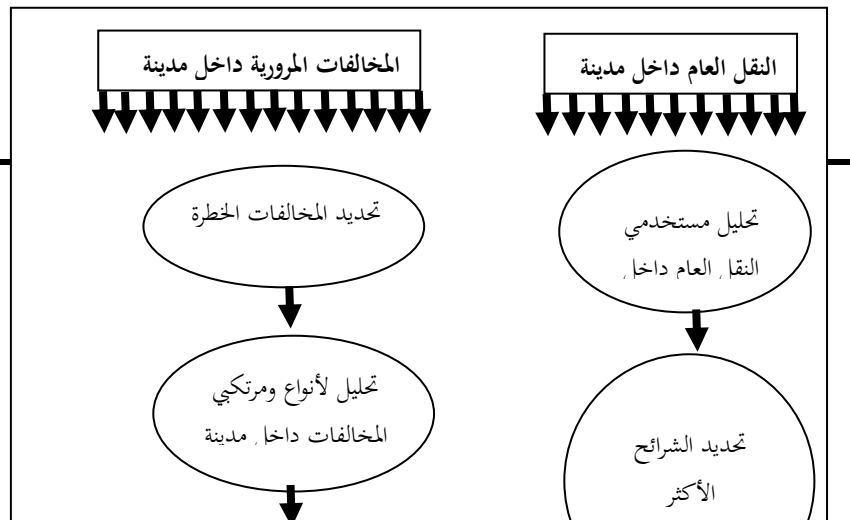 النقل العام داخل مدينة
تحليل مستخدمي
النقل العام داخل
تحديد الشرائح
الأكثر
المخالفات المرورية داخل مدينة
تحديد المخالفات الخطرة
تحليل لأنواع ومرتكبي
المخالفات داخل مدينة